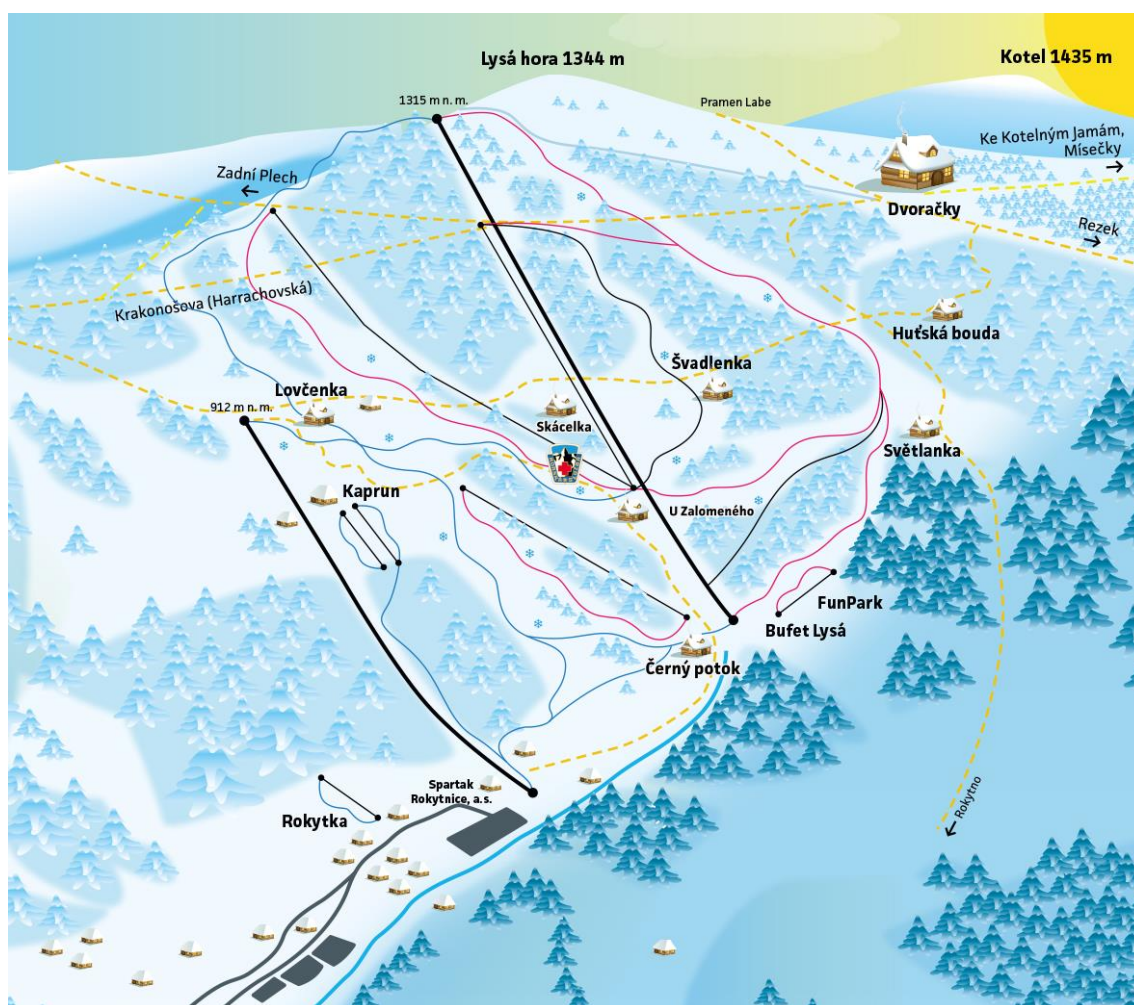 Lysá hora 1344 m
Kotel 1435 m
1315 m n. m.
Pramen Labe
Ke Kotelným Jamám,
Mísečky
Zadní Plech
Dvoračky
Rezek
Krakonošova (Harrachovská)
Huťská bouda
Švadlenka
Lovčenka
912 m n. m.
Skácelka
Světlanka
Kaprun
U Zalomeného
FunPark
Bufet Lysá
Černý potok
Spartak
Rokytnice, a.s.
Rokytka
Rokytno